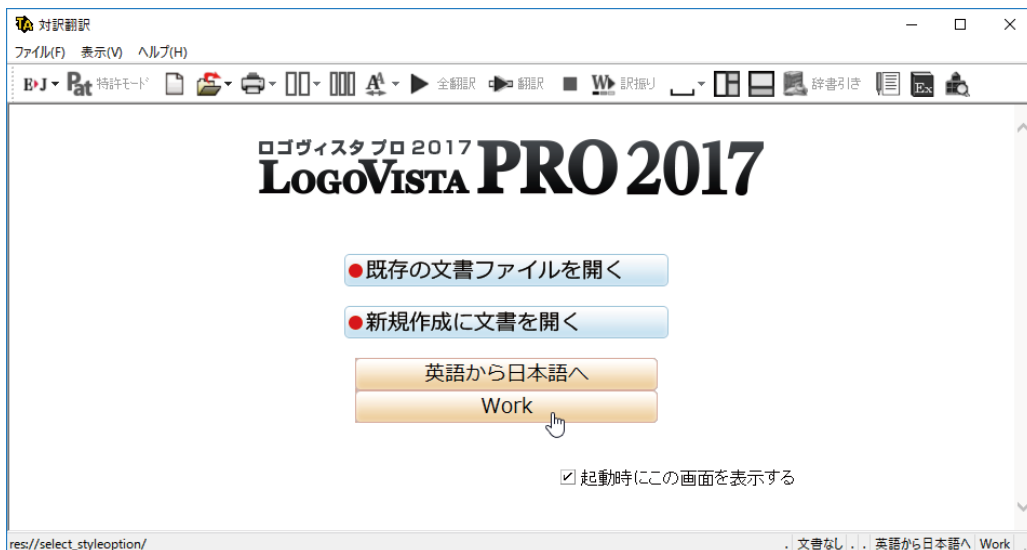 対訳翻訳
ファイル(F) 表示(V) ヘルプ(H)
E▸J Pat 特許モード 全翻訳 翻訳 W 訳振り 辞書引き Ex
ロゴヴィスタ プロ 2017
LOGOVISTA PRO 2017
●既存の文書ファイルを開く
●新規作成に文書を開く
英語から日本語へ
Work
起動時にこの画面を表示する
res://select_styleoption/ . 文書なし . . 英語から日本語へ Work